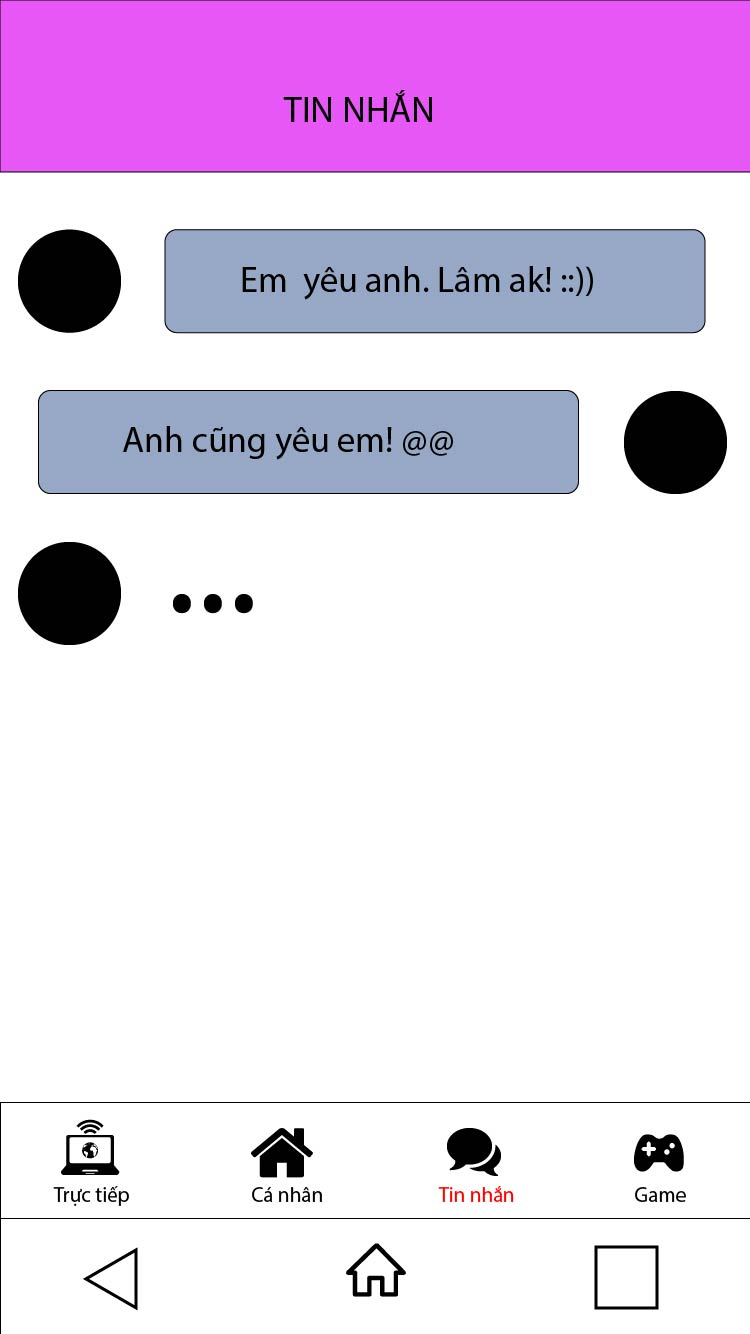 TIN NHẮN
Em  yêu anh. Lâm ak! ::))
Anh cũng yêu em! @@
...
Trực tiếp
Cá nhân
Tin nhắn
Game